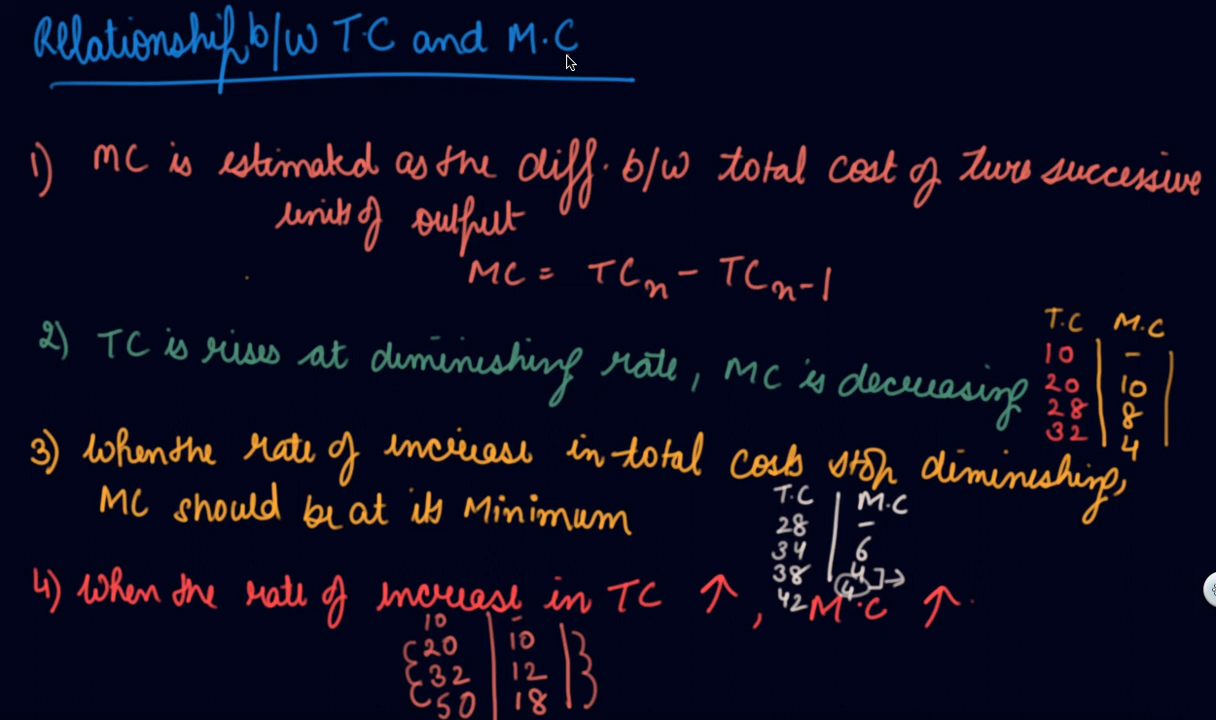 Relationship b/w T.C and M.C
1) MC is estimated as the diff. b/w total cost of two successive
units of output
MC = TCn - TCn-1
2) TC is rises at diminishing rate, MC is decreasing
T.C | M.C
10 | -
20 | 10
28 | 8
32 | 4
3) When the rate of increase in total costs stop diminishing,
MC should be at its Minimum
T.C | M.C
28 | -
34 | 6
38 | 4
42 | 4
4) When the rate of increase in TC ↑, M.C ↑
10 | -
20 | 10
32 | 12
50 | 18